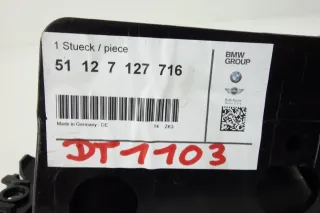 1 Stueck / piece
51 12 7 127 716
BMW
GROUP
Made in Germany DE
14 ZK3
DT1103